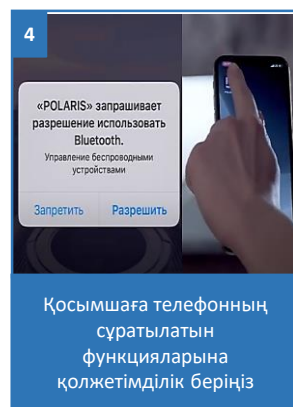 4
«POLARIS» запрашивает
разрешение использовать
Bluetooth.
Управление беспроводными
устройствами
Запретить Разрешить
Қосымшаға телефонның
сұратылатын
функцияларына
қолжетімділік беріңіз